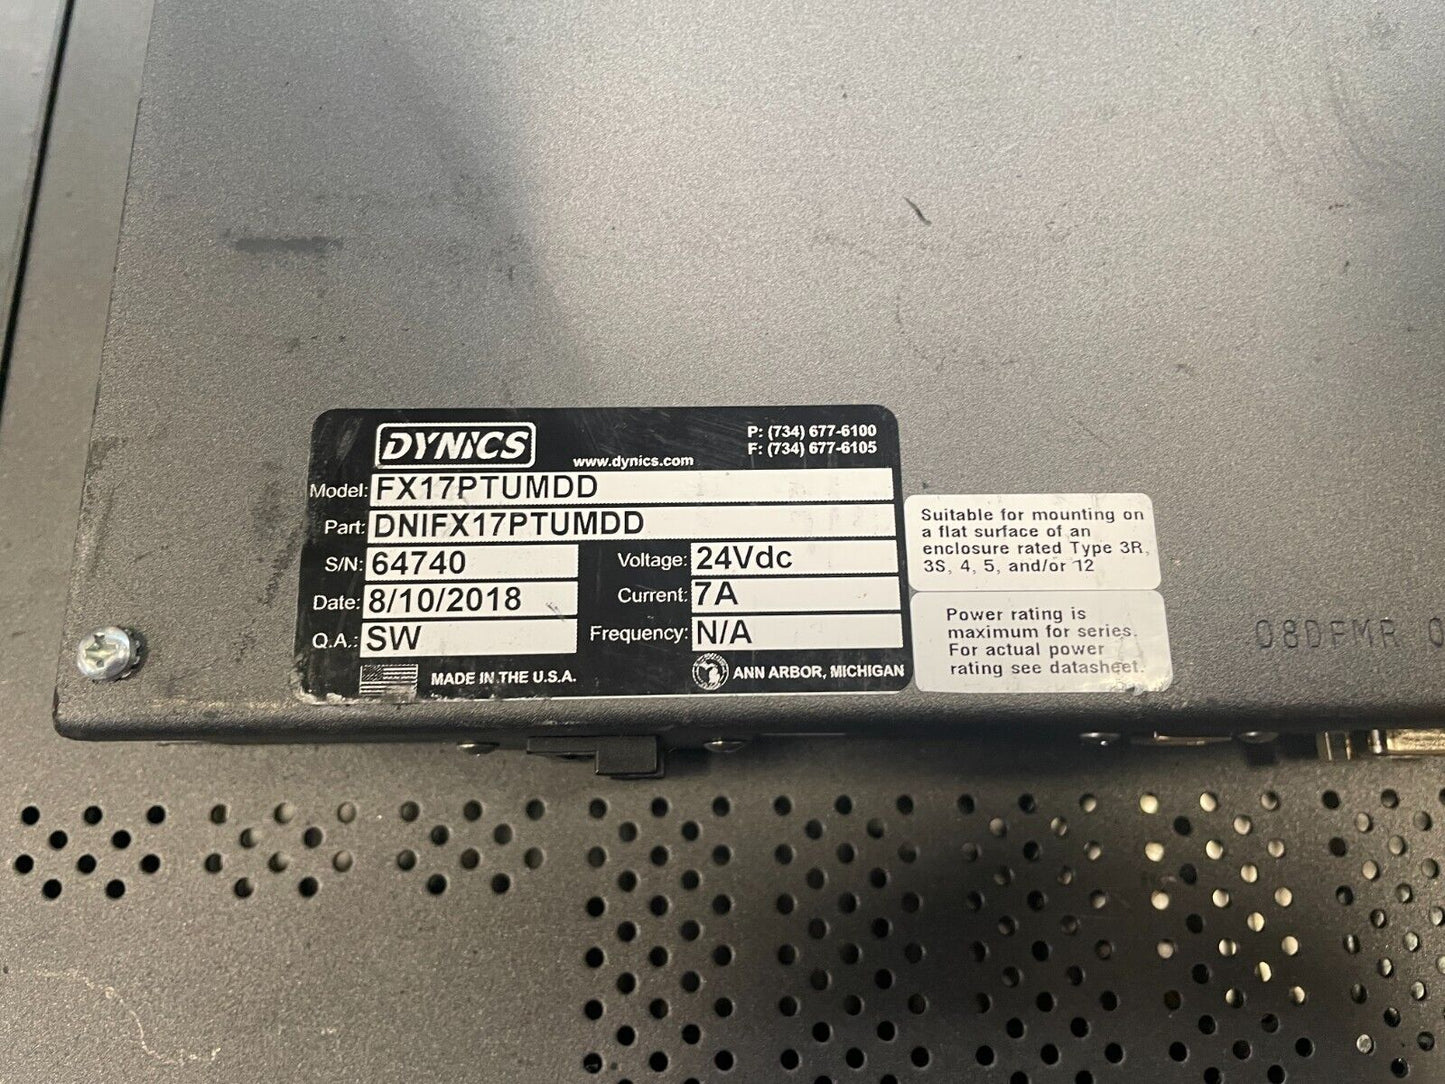 DYNICS
www.dynics.com
P: (734) 677-6100
F: (734) 677-6105
Model: FX17PTUMDD
Part: DNIFX17PTUMDD
S/N: 64740
Voltage: 24Vdc
Date: 8/10/2018
Current: 7A
Q.A.: SW
Frequency: N/A
MADE IN THE U.S.A.
ANN ARBOR, MICHIGAN
Suitable for mounting on
a flat surface of an
enclosure rated Type 3R,
3S, 4, 5, and/or 12
Power rating is
maximum for series.
For actual power
rating see datasheet.
08DFMR 0